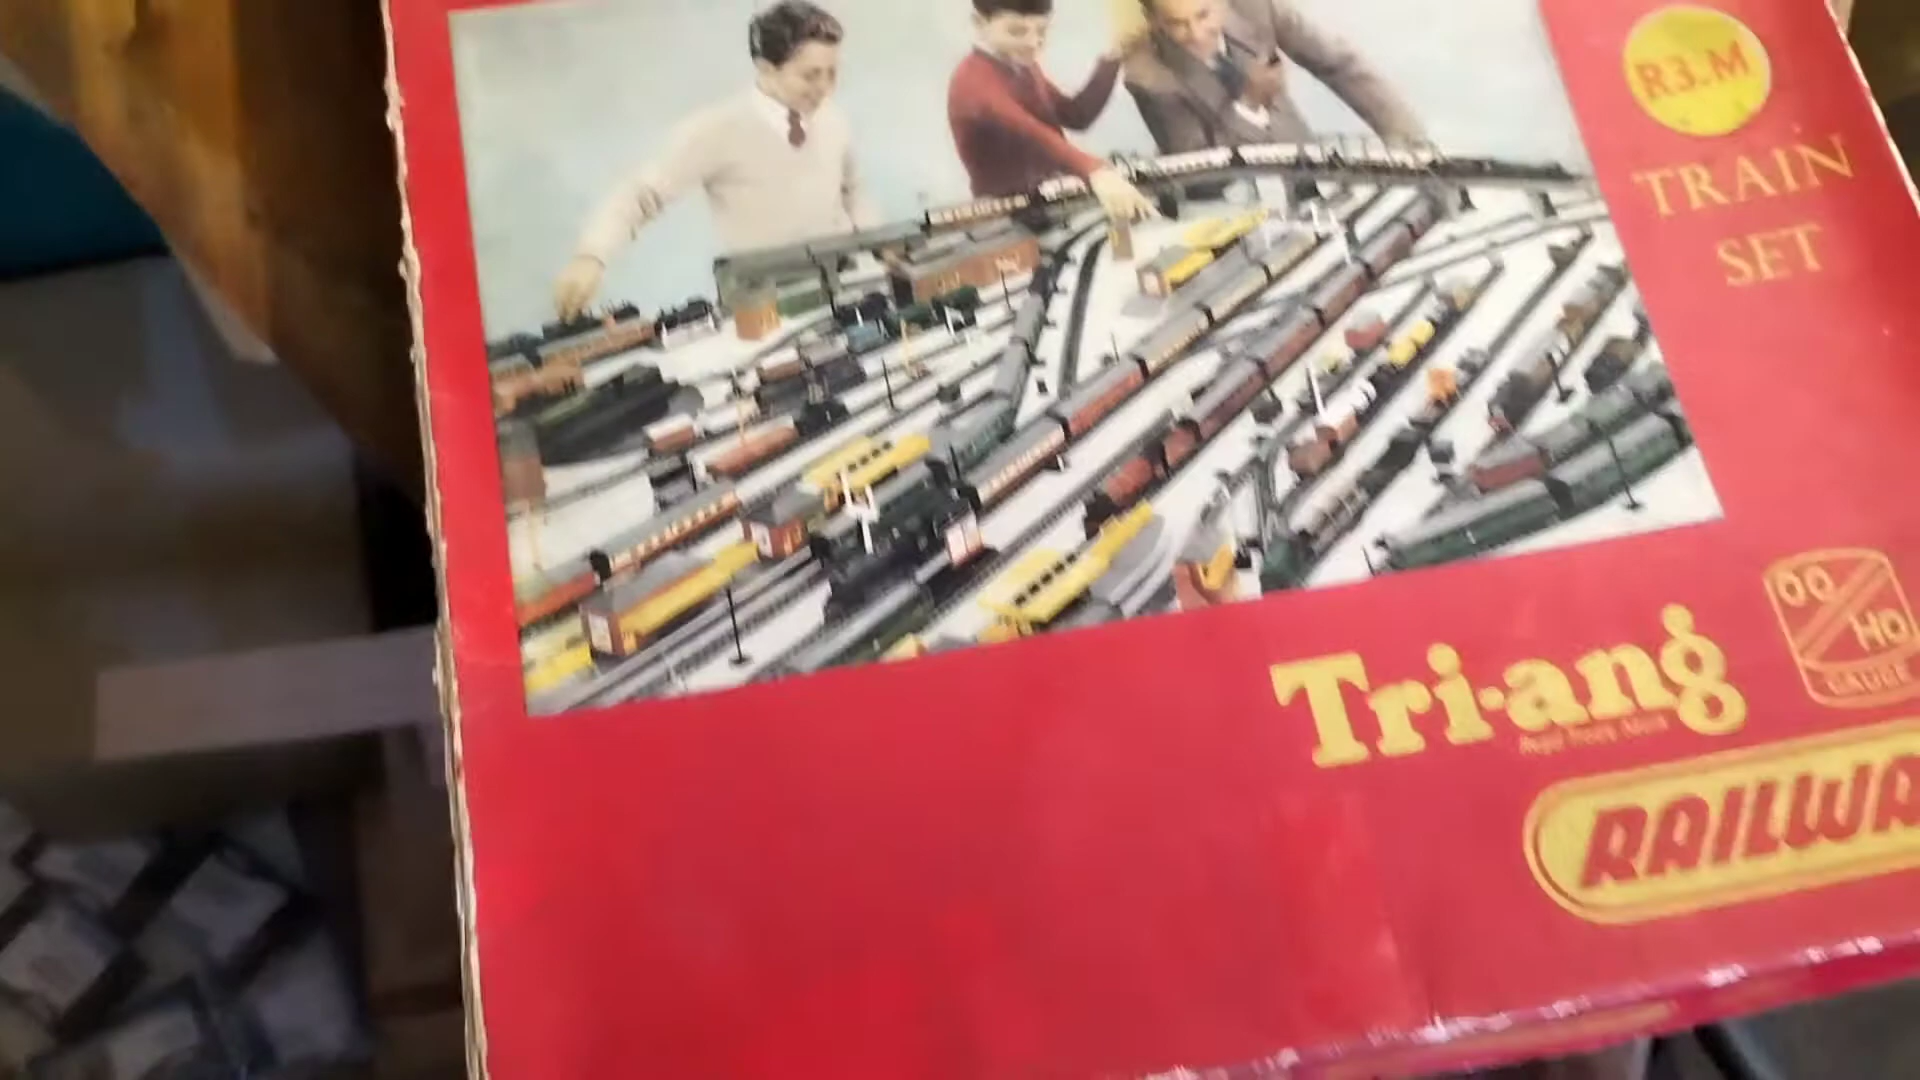 R3.M
TRAIN
SET
OO
HO
GAUGE
Tri-ang
RAILWA